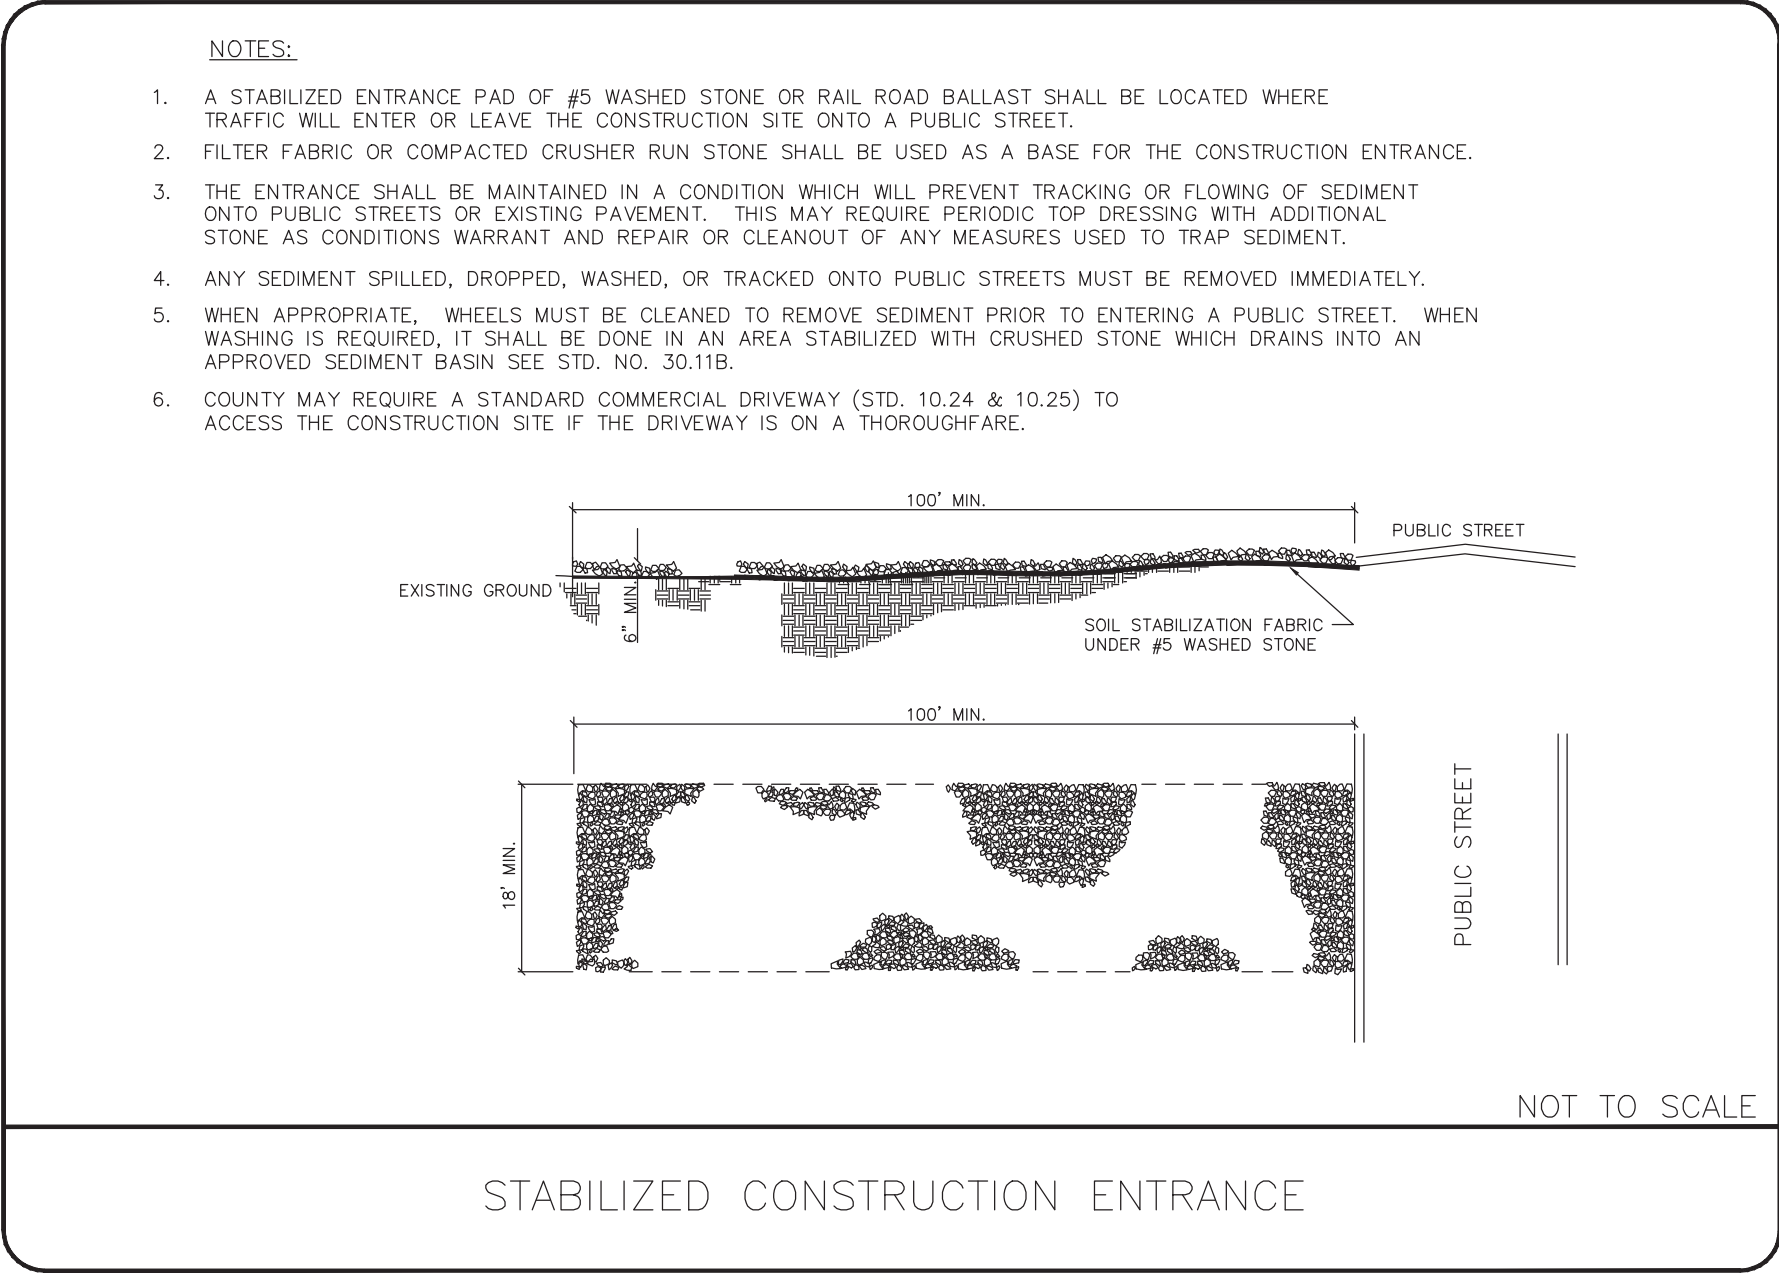 NOTES:
1. A STABILIZED ENTRANCE PAD OF #5 WASHED STONE OR RAIL ROAD BALLAST SHALL BE LOCATED WHERE
TRAFFIC WILL ENTER OR LEAVE THE CONSTRUCTION SITE ONTO A PUBLIC STREET.
2. FILTER FABRIC OR COMPACTED CRUSHER RUN STONE SHALL BE USED AS A BASE FOR THE CONSTRUCTION ENTRANCE.
3. THE ENTRANCE SHALL BE MAINTAINED IN A CONDITION WHICH WILL PREVENT TRACKING OR FLOWING OF SEDIMENT
ONTO PUBLIC STREETS OR EXISTING PAVEMENT. THIS MAY REQUIRE PERIODIC TOP DRESSING WITH ADDITIONAL
STONE AS CONDITIONS WARRANT AND REPAIR OR CLEANOUT OF ANY MEASURES USED TO TRAP SEDIMENT.
4. ANY SEDIMENT SPILLED, DROPPED, WASHED, OR TRACKED ONTO PUBLIC STREETS MUST BE REMOVED IMMEDIATELY.
5. WHEN APPROPRIATE, WHEELS MUST BE CLEANED TO REMOVE SEDIMENT PRIOR TO ENTERING A PUBLIC STREET. WHEN
WASHING IS REQUIRED, IT SHALL BE DONE IN AN AREA STABILIZED WITH CRUSHED STONE WHICH DRAINS INTO AN
APPROVED SEDIMENT BASIN SEE STD. NO. 30.11B.
6. COUNTY MAY REQUIRE A STANDARD COMMERCIAL DRIVEWAY (STD. 10.24 & 10.25) TO
ACCESS THE CONSTRUCTION SITE IF THE DRIVEWAY IS ON A THOROUGHFARE.
100' MIN.
PUBLIC STREET
EXISTING GROUND
6" MIN.
SOIL STABILIZATION FABRIC
UNDER #5 WASHED STONE
100' MIN.
18' MIN.
PUBLIC STREET
NOT TO SCALE
STABILIZED CONSTRUCTION ENTRANCE